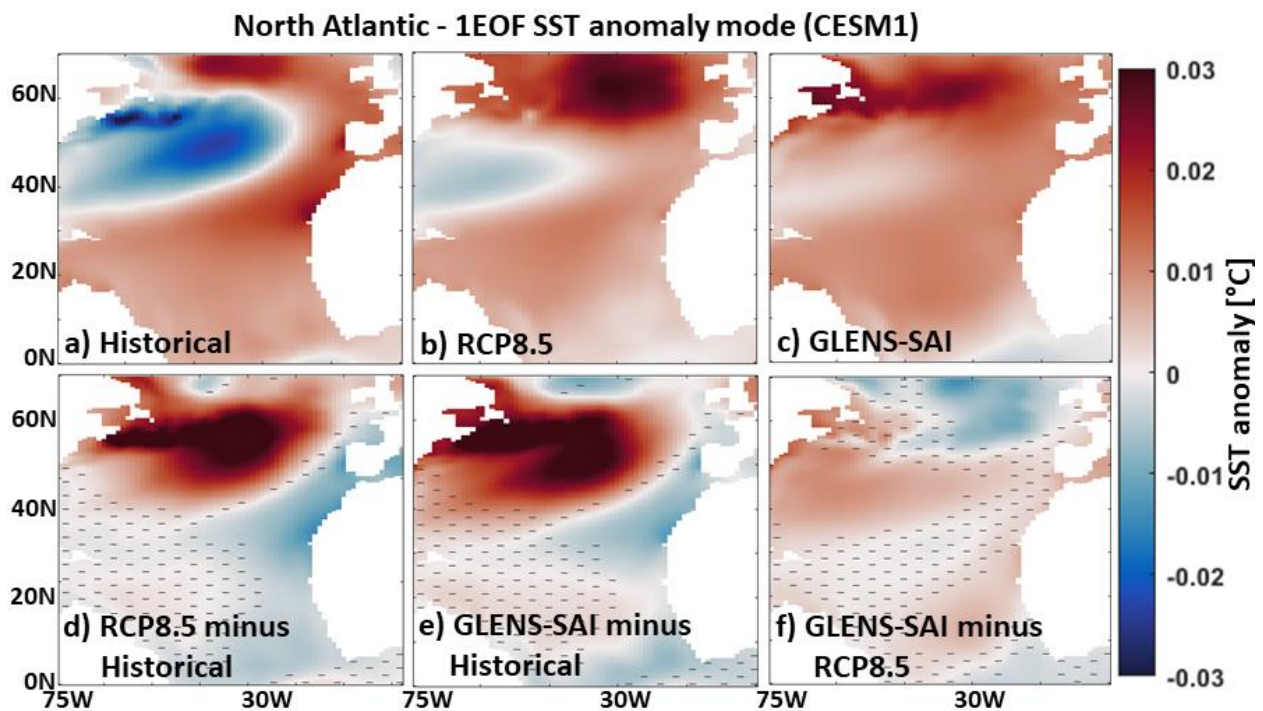 North Atlantic - 1EOF SST anomaly mode (CESM1)
60N
40N
20N
0N
a) Historical
b) RCP8.5
c) GLENS-SAI
60N
40N
20N
0N
d) RCP8.5 minus
Historical
e) GLENS-SAI minus
Historical
f) GLENS-SAI minus
RCP8.5
75W
30W
75W
30W
75W
30W
0.03
0.02
0.01
0
-0.01
-0.02
-0.03
SST anomaly [°C]